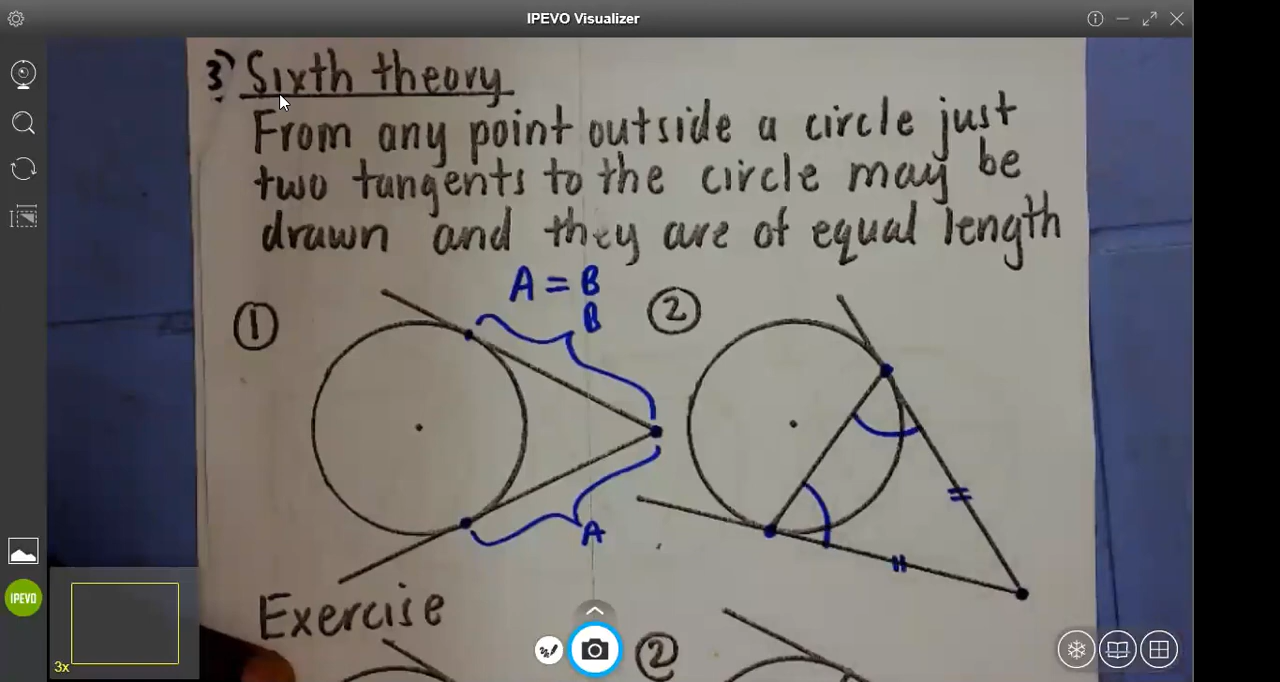 IPEVO Visualizer
3) Sixth theory
From any point outside a circle just
two tangents to the circle may be
drawn and they are of equal length
A = B
B
1
2
A
Exercise
2
IPEVO
3x